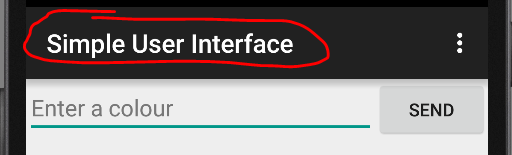 Simple User Interface
Enter a colour
SEND